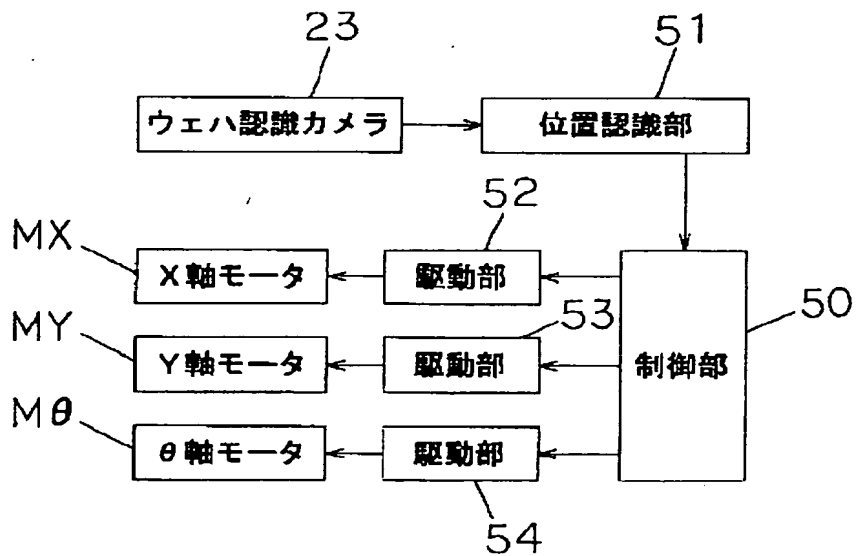 23
51
ウェハ認識カメラ
位置認識部
52
MX
X軸モータ
駆動部
53
50
MY
Y軸モータ
駆動部
制御部
Mθ
θ軸モータ
駆動部
54